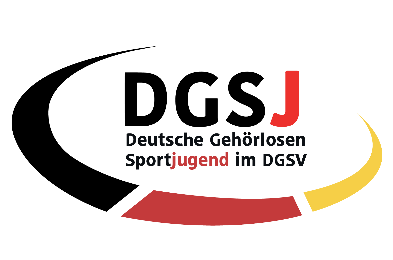 DGSJ
Deutsche Gehörlosen
Sportjugend im DGSV